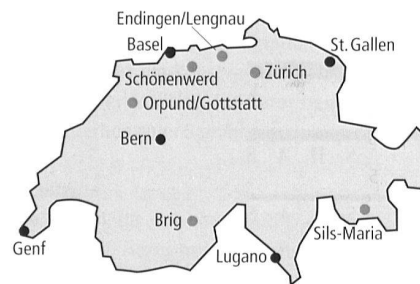 Endingen/Lengnau
Basel
St. Gallen
Schönenwerd
Zürich
Orpund/Gottstatt
Bern
Brig
Sils-Maria
Genf
Lugano